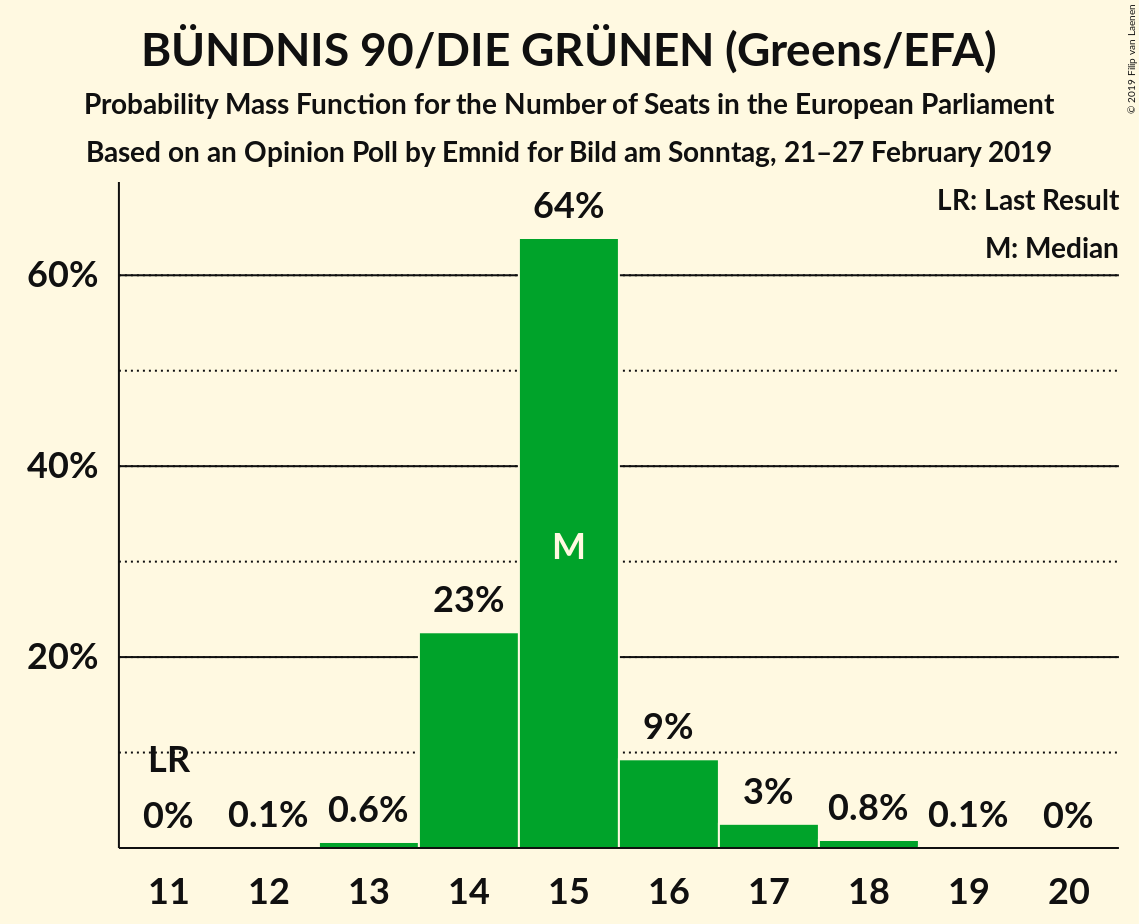 BÜNDNIS 90/DIE GRÜNEN (Greens/EFA)
Probability Mass Function for the Number of Seats in the European Parliament
Based on an Opinion Poll by Emnid for Bild am Sonntag, 21–27 February 2019
© 2019 Filip van Laenen
LR: Last Result
M: Median
64%
60%
40%
M
23%
20%
9%
LR
3%
0% 0.1% 0.6% 0.8% 0.1% 0%
11 12 13 14 15 16 17 18 19 20